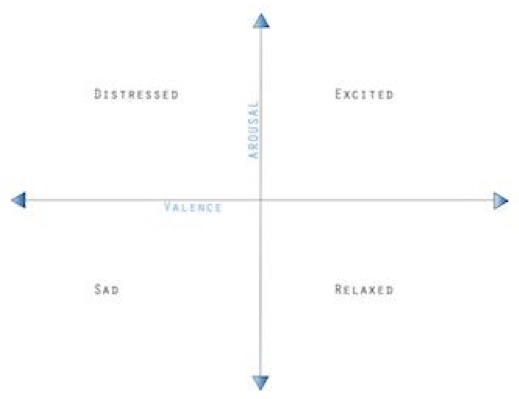 DISTRESSED
EXCITED
AROUSAL
VALENCE
SAD
RELAXED